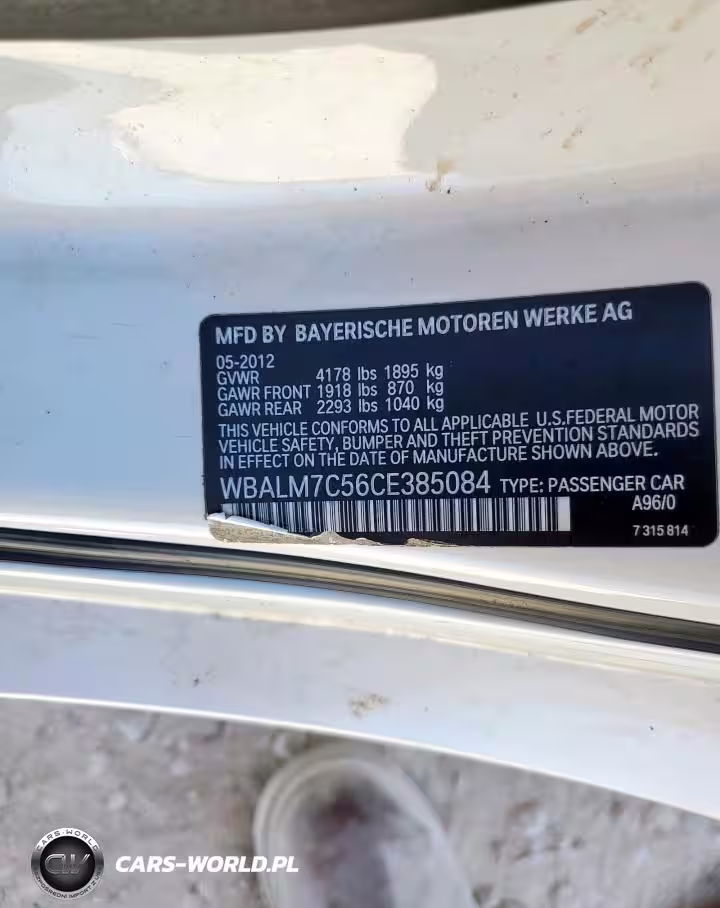 MFD BY BAYERISCHE MOTOREN WERKE AG
05-2012
GVWR 4178 lbs 1895 kg
GAWR FRONT 1918 lbs 870 kg
GAWR REAR 2293 lbs 1040 kg
THIS VEHICLE CONFORMS TO ALL APPLICABLE U.S.FEDERAL MOTOR
VEHICLE SAFETY, BUMPER AND THEFT PREVENTION STANDARDS
IN EFFECT ON THE DATE OF MANUFACTURE SHOWN ABOVE.
WBALM7C56CE385084 TYPE: PASSENGER CAR
A96/0
7 315 814
CARS-WORLD
CW
CARS-WORLD.PL